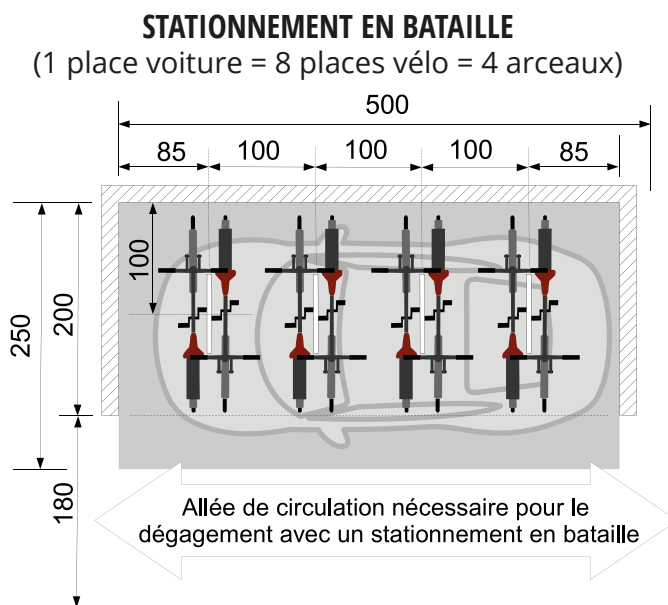 STATIONNEMENT EN BATAILLE
(1 place voiture = 8 places vélo = 4 arceaux)
500
85 100 100 100 85
100
200
250
180
Allée de circulation nécessaire pour le
dégagement avec un stationnement en bataille